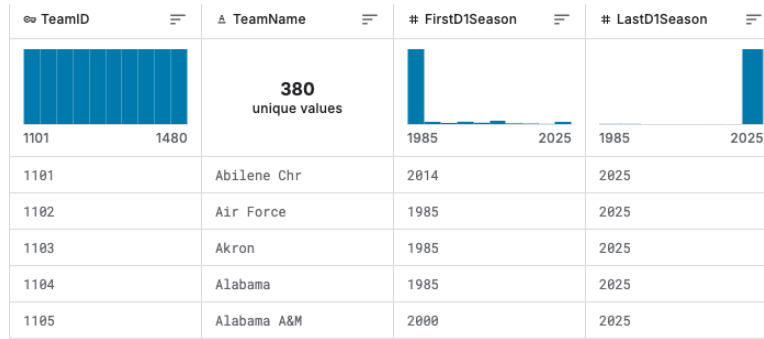 TeamID TeamName # FirstD1Season # LastD1Season
380
unique values
1101 1480 1985 2025 1985 2025
1101 Abilene Chr 2014 2025
1102 Air Force 1985 2025
1103 Akron 1985 2025
1104 Alabama 1985 2025
1105 Alabama A&M 2000 2025